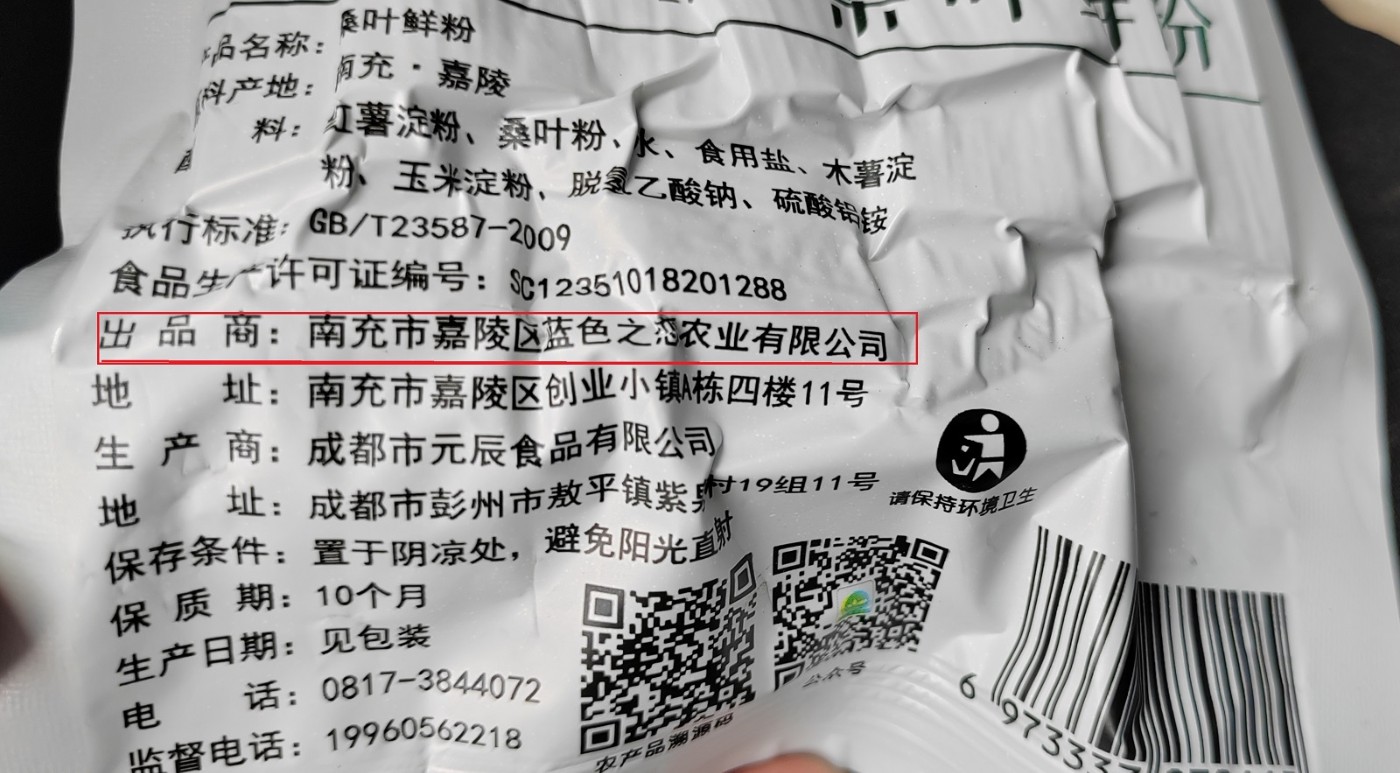 品名称：桑叶鲜粉
料产地：南充·嘉陵
料：红薯淀粉、桑叶粉、水、食用盐、木薯淀
粉、玉米淀粉、脱氢乙酸钠、硫酸铝铵
执行标准：GB/T23587-2009
食品生产许可证编号：SC12351018201288
出品商：南充市嘉陵区蓝色之态农业有限公司
地址：南充市嘉陵区创业小镇A栋四楼11号
生产商：成都市元辰食品有限公司
地址：成都市彭州市敖平镇紫泉村19组11号
保存条件：置于阴凉处，避免阳光直射
保质期：10个月
生产日期：见包装
电话：0817-3844072
监督电话：19960562218
请保持环境卫生
农产品溯源码
公众号
6 97333